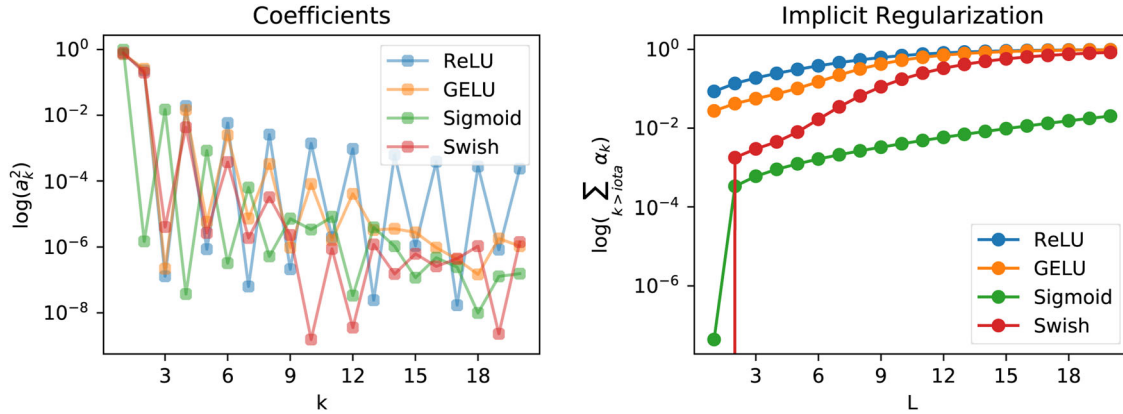 Coefficients
log(a_k^2)
10^0
10^-2
10^-4
10^-6
10^-8
ReLU
GELU
Sigmoid
Swish
3 6 9 12 15 18
k
Implicit Regularization
log( ∑_{k>iota} α_k)
10^0
10^-2
10^-4
10^-6
ReLU
GELU
Sigmoid
Swish
3 6 9 12 15 18
L